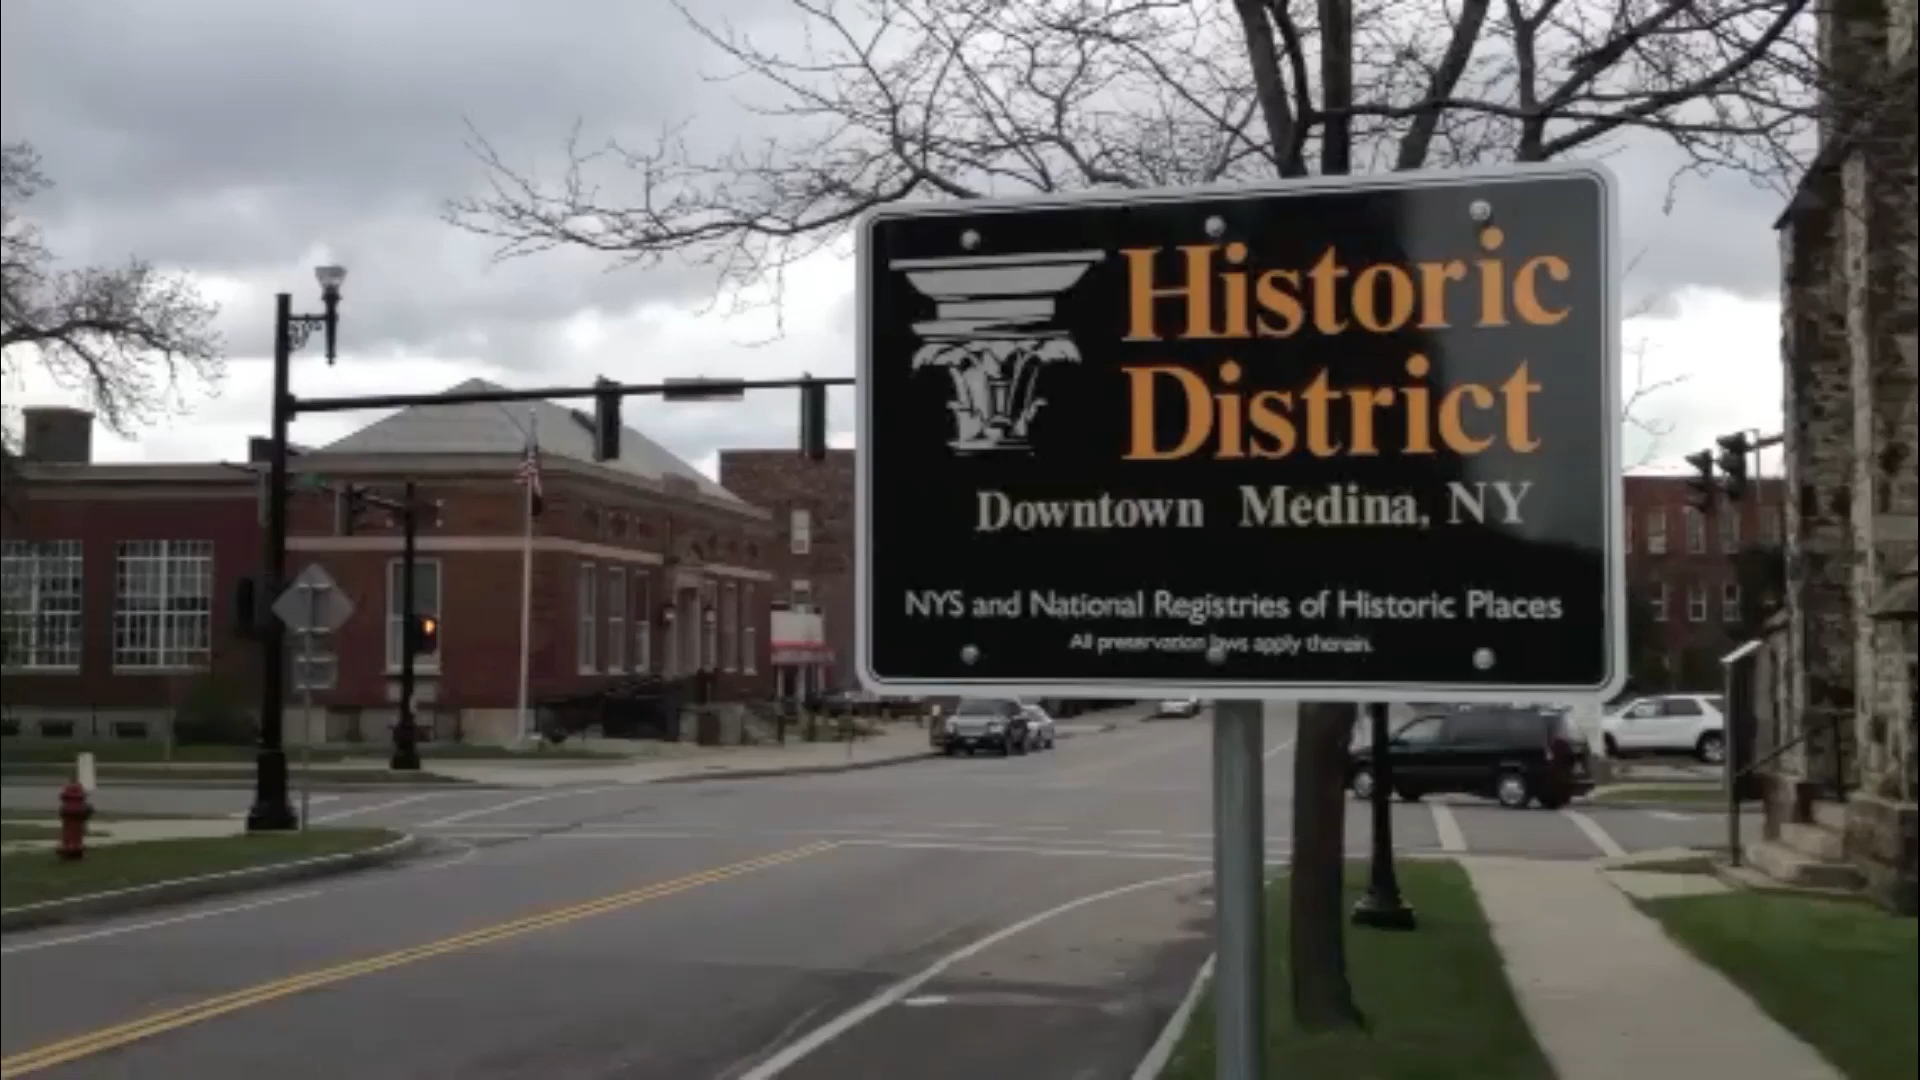 Historic
District
Downtown Medina, NY
NYS and National Registries of Historic Places
All preservation laws apply therein.